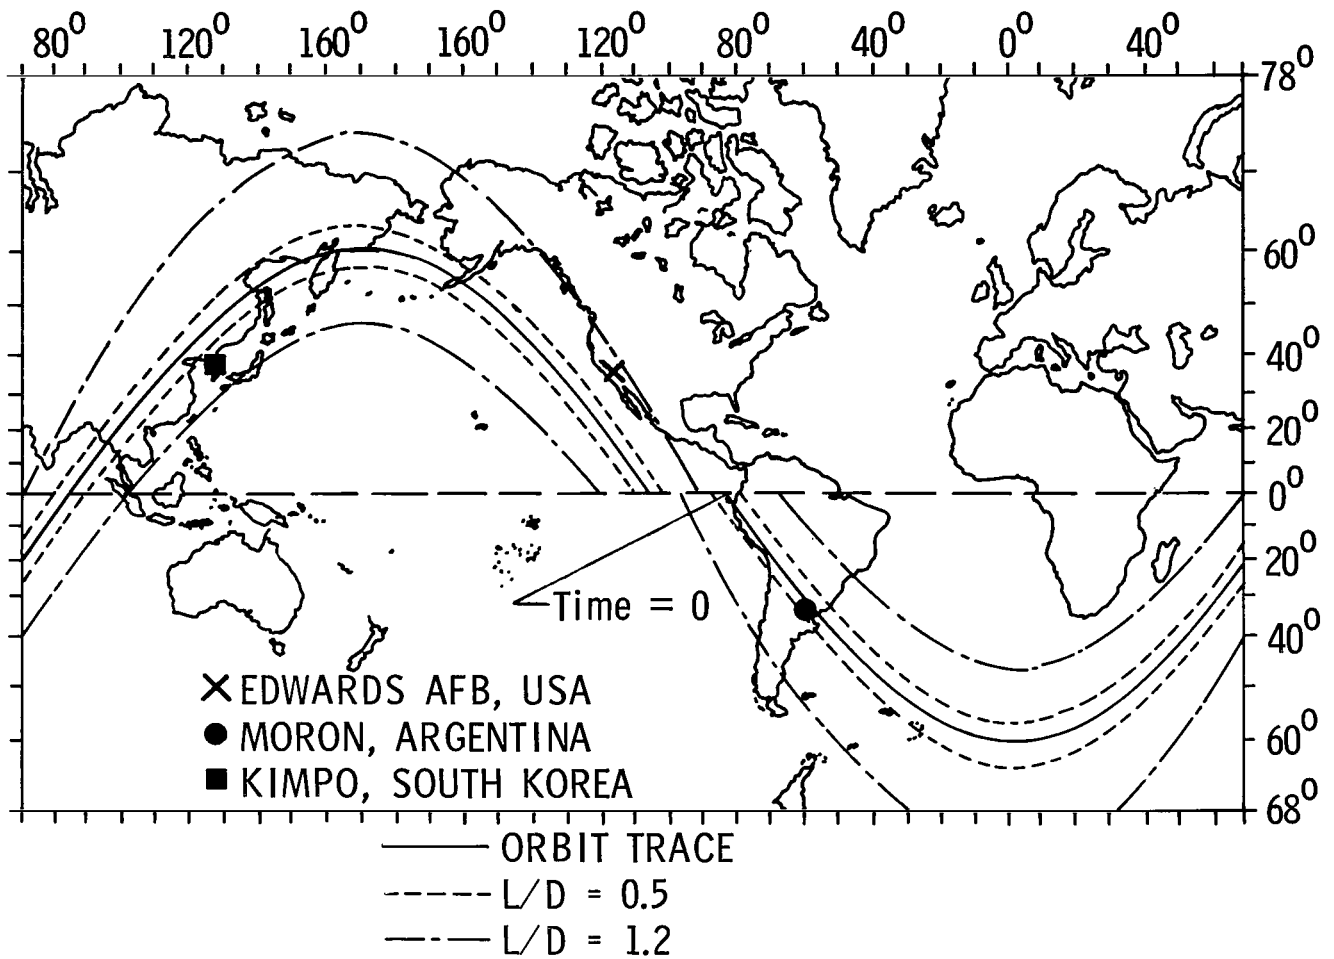 80⁰ 120⁰ 160⁰ 160⁰ 120⁰ 80⁰ 40⁰ 0⁰ 40⁰
78⁰
60⁰
40⁰
20⁰
0⁰
20⁰
Time = 0
40⁰
EDWARDS AFB, USA
MORON, ARGENTINA
60⁰
KIMPO, SOUTH KOREA
68⁰
ORBIT TRACE
L/D = 0.5
L/D = 1.2